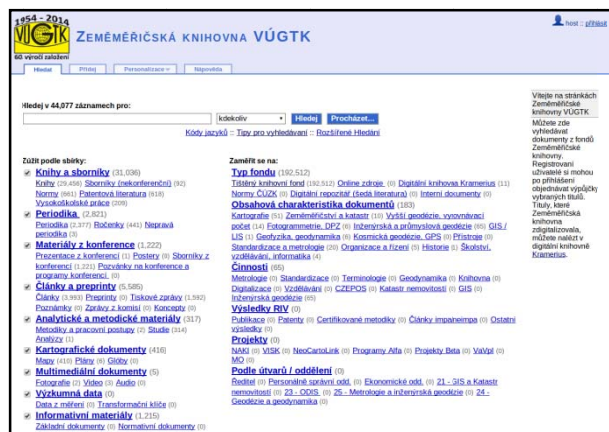 1954 - 2014
VÚGTK
60. výročí založení
ZEMĚMĚŘIČSKÁ KNIHOVNA VÚGTK
host :: přihlásit
Hledat Přidej Personalizace Nápověda
Hledej v 44,077 záznamech pro:
kdekoliv Hledej Procházet...
Kódy jazyků :: Tipy pro vyhledávaní :: Rozšířené Hledání
Zúžit podle sbírky:
Knihy a sborníky (31,036)
Knihy (29,456) Sborníky (nekonferenční) (92)
Normy (661) Patentová literatura (618)
Vysokoškolské práce (209)
Periodika (2,821)
Periodika (2,377) Ročenky (441) Nepravá
periodika (3)
Materiály z konference (1,222)
Prezentace z konferencí (1) Postery (0) Sborníky z
konferencí (1,221) Pozvánky na konference a
programy konferencí (0)
Články a preprinty (5,585)
Články (3,993) Preprinty (0) Tiskové zprávy (1,592)
Poznámky (0) Zprávy z komisí (0) Koncepty (0)
Analytické a metodické materiály (317)
Metodiky a pracovní postupy (2) Studie (314)
Analýzy (1)
Kartografické dokumenty (416)
Mapy (410) Plány (6) Glóby (0)
Multimediální dokumenty (5)
Fotografie (2) Video (3) Audio (0)
Výzkumná data (0)
Data z měření (0) Transformační klíče (0)
Informativní materiály (1,215)
Základní dokumenty (0) Normativní dokumenty (0)
Zaměřit se na:
Typ fondu (192,512)
Tištěný knihovní fond (192,512) Online zdroje (0) Digitální knihovna Kramerius (11)
Normy ČÚZK (0) Digitální repozitář (šedá literatura) (0) Interní dokumenty (0)
Obsahová charakteristika dokumentů (183)
Kartografie (51) Zeměměřictví a katastr (10) Vyšší geodézie, vyrovnávací
počet (14) Fotogrammetrie, DPZ (6) Inženýrská a průmyslová geodézie (65) GIS /
LIS (1) Geofyzika, geodynamika (6) Kosmická geodézie, GPS (0) Přístroje (0)
Standardizace a metrologie (20) Organizace a řízení (5) Historie (1) Školství,
vzdělávání, informatika (4)
Činnosti (65)
Metrologie (0) Standardizace (0) Terminologie (0) Geodynamika (0) Knihovna (0)
Digitalizace (0) Vzdělávání (0) CZEPOS (0) Katastr nemovitostí (0) GIS (0)
Inženýrská geodézie (65)
Výsledky RIV (0)
Publikace (0) Patenty (0) Certifikované metodiky (0) Články impaneimpa (0) Ostatní
výsledky (0)
Projekty (0)
NAKI (0) VISK (0) NeoCartoLink (0) Programy Alfa (0) Projekty Beta (0) VaVpI (0)
MO (0)
Podle útvarů / oddělení (0)
Ředitel (0) Personálně správní odd. (0) Ekonomické odd. (0) 21 - GIS a Katastr
nemovitostí (0) 23 - ODIS (0) 25 - Metrologie a inženýrská geodézie (0) 24 -
Geodézie a geodynamika (0)
Vítejte na stránkách
Zeměměřičské
knihovny VÚGTK
Můžete zde
vyhledávat
dokumenty z fondů
Zeměměřičské
knihovny.
Registrovaní
uživatelé si mohou
po přihlášení
objednávat výpůjčky
vybraných titulů.
Tituly, které
Zeměměřičská
knihovna
zdigitalizovala,
můžete nalézt v
digitální knihovně
Kramerius.